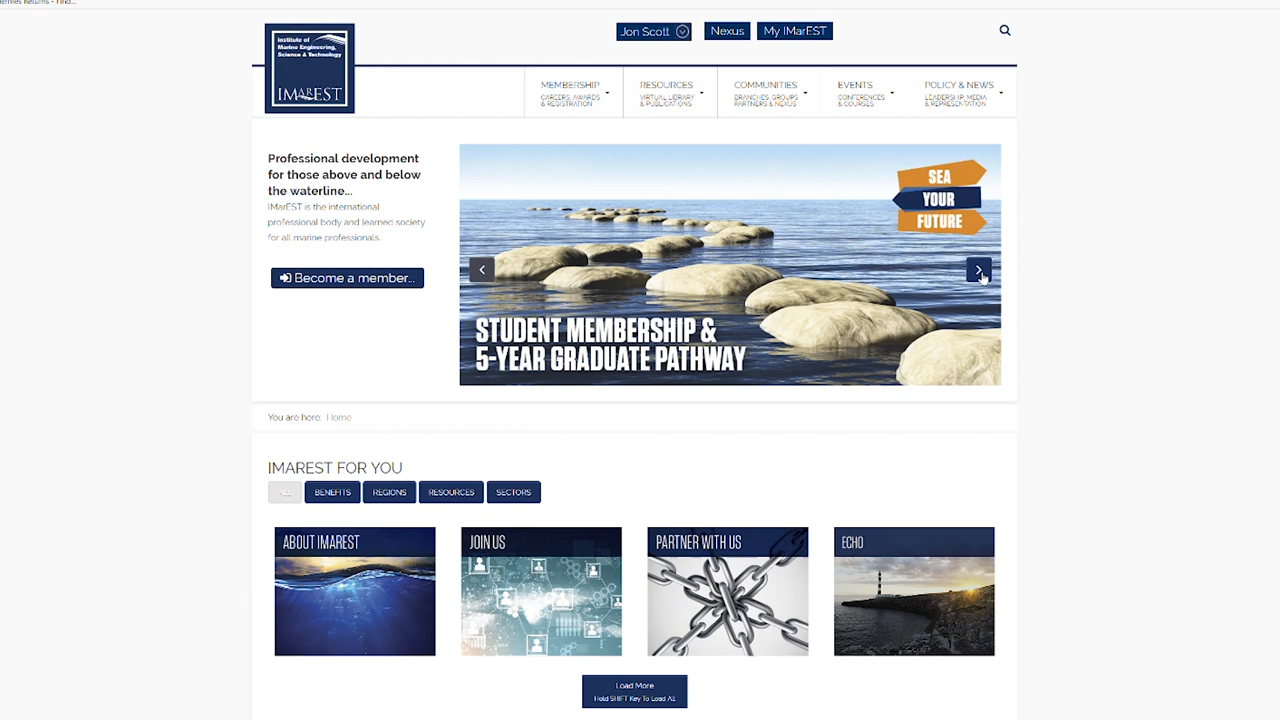 Jon Scott
Nexus
My IMarEST
Institute of
Marine Engineering,
Science & Technology
IMarEST
MEMBERSHIP
CAREERS, AWARDS
& REGISTRATION
RESOURCES
VIRTUAL LIBRARY
& PUBLICATIONS
COMMUNITIES
BRANCHES, GROUPS
PARTNERS & NEXUS
EVENTS
CONFERENCES
& COURSES
POLICY & NEWS
LEADERSHIP, MEDIA
& REPRESENTATION
Professional development
for those above and below
the waterline...
IMarEST is the international
professional body and learned society
for all marine professionals.
Become a member...
SEA
YOUR
FUTURE
STUDENT MEMBERSHIP &
5-YEAR GRADUATE PATHWAY
You are here: Home
IMAREST FOR YOU
ALL
BENEFITS
REGIONS
RESOURCES
SECTORS
ABOUT IMAREST
JOIN US
PARTNER WITH US
ECHO
Load More
Hold SHIFT Key To Load All